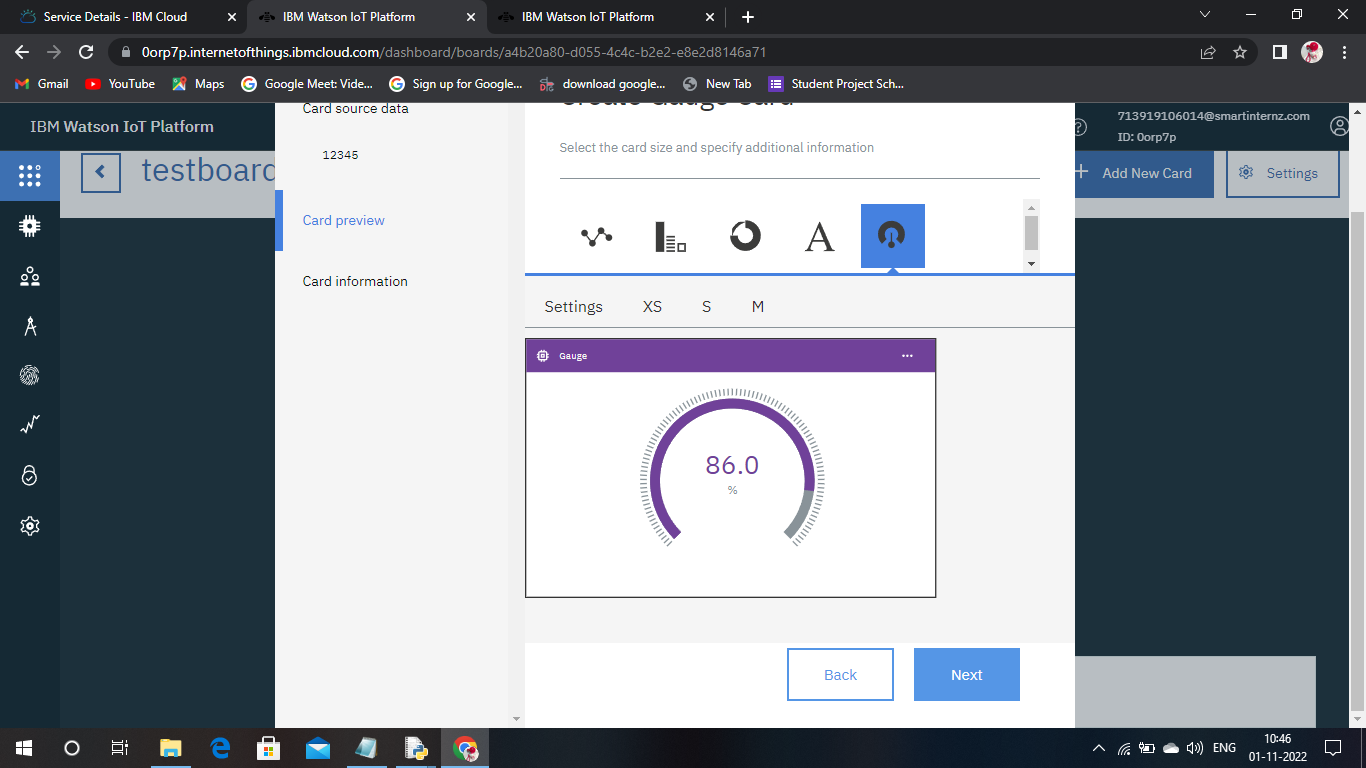 Service Details - IBM Cloud
IBM Watson IoT Platform
IBM Watson IoT Platform
0orp7p.internetofthings.ibmcloud.com/dashboard/boards/a4b20a80-d055-4c4c-b2e2-e8e2d8146a71
Gmail
YouTube
Maps
Google Meet: Vide...
Sign up for Google...
download google...
New Tab
Student Project Sch...
IBM Watson IoT Platform
713919106014@smartinternz.com
ID: 0orp7p
testboard
Add New Card
Settings
Card source data
12345
Card preview
Card information
Create Gauge Card
Select the card size and specify additional information
A
Settings XS S M
Gauge
86.0
%
Back
Next
ENG
10:46
01-11-2022